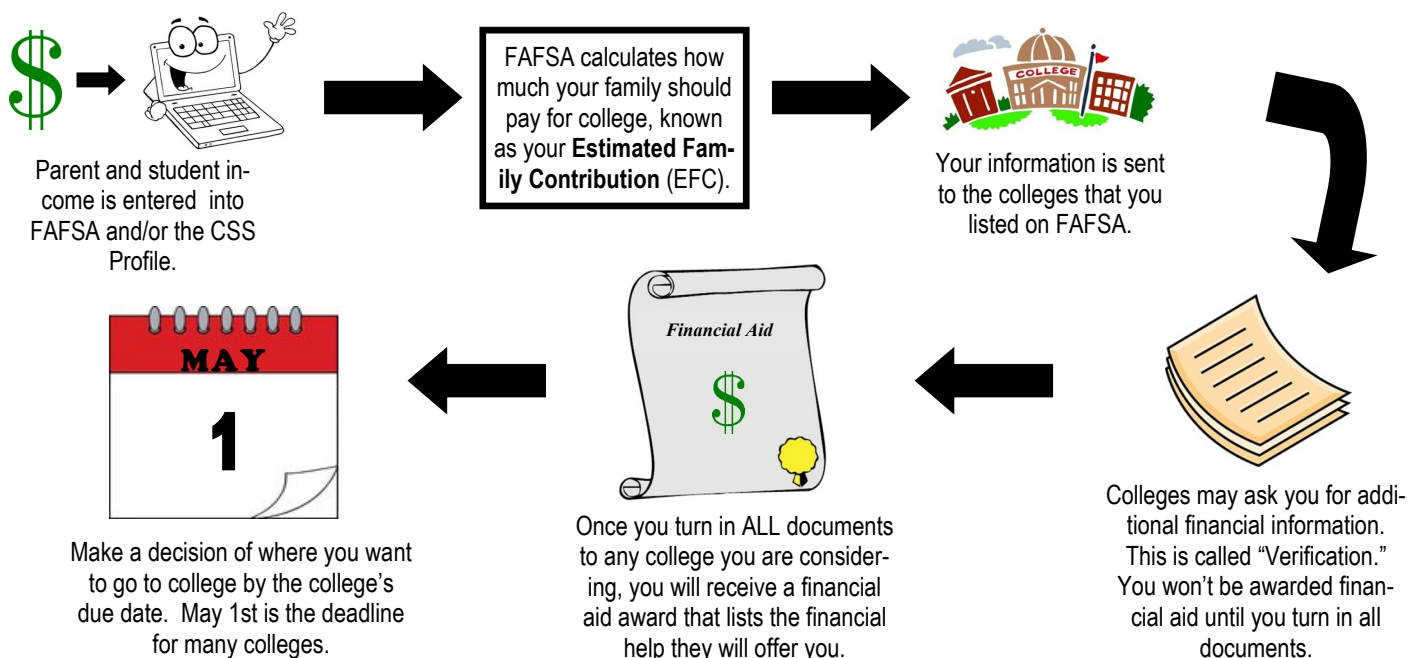 $
Parent and student in-
come is entered into
FAFSA and/or the CSS
Profile.
FAFSA calculates how
much your family should
pay for college, known
as your Estimated Fam-
ily Contribution (EFC).
COLLEGE
Your information is sent
to the colleges that you
listed on FAFSA.
Colleges may ask you for addi-
tional financial information.
This is called “Verification.”
You won’t be awarded finan-
cial aid until you turn in all
documents.
Financial Aid
$
Once you turn in ALL documents
to any college you are consider-
ing, you will receive a financial
aid award that lists the financial
help they will offer you.
MAY
1
Make a decision of where you want
to go to college by the college’s
due date. May 1st is the deadline
for many colleges.